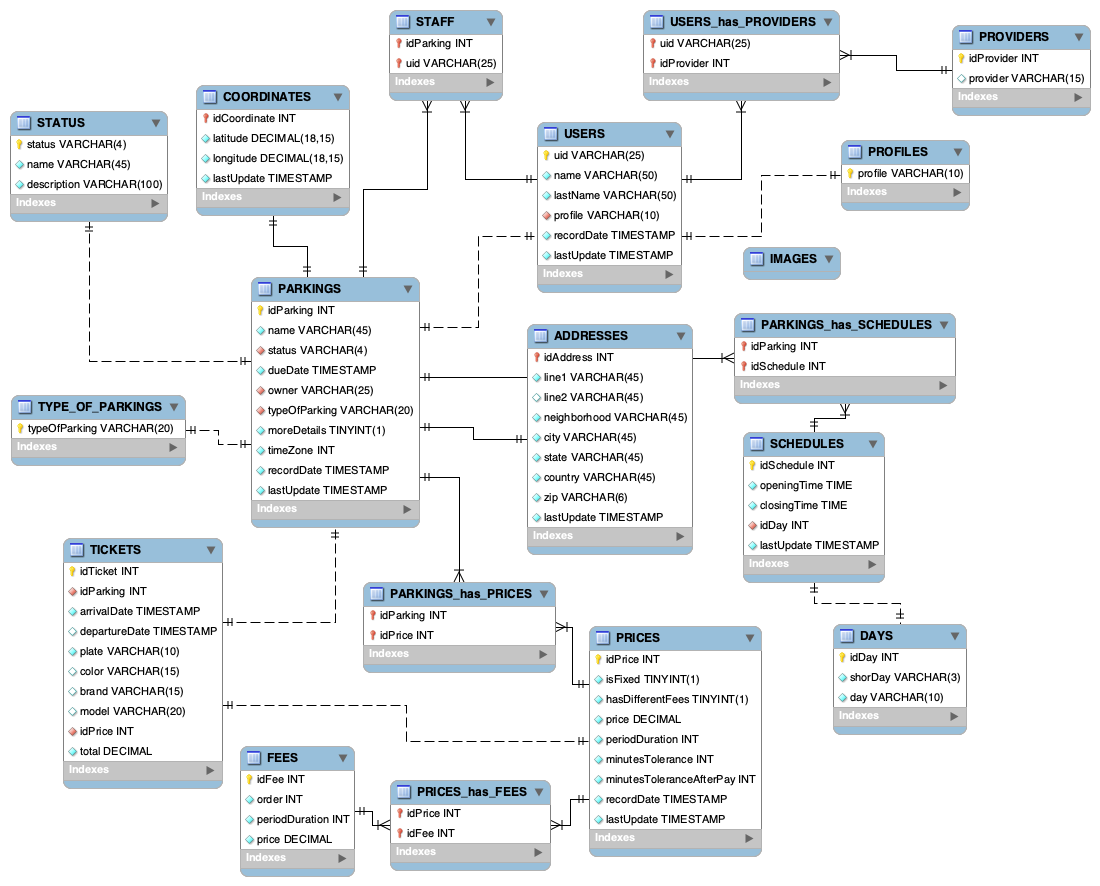 STAFF
idParking INT
uid VARCHAR(25)
Indexes
USERS_has_PROVIDERS
uid VARCHAR(25)
idProvider INT
Indexes
PROVIDERS
idProvider INT
provider VARCHAR(15)
Indexes
COORDINATES
idCoordinate INT
latitude DECIMAL(18,15)
longitude DECIMAL(18,15)
lastUpdate TIMESTAMP
Indexes
STATUS
status VARCHAR(4)
name VARCHAR(45)
description VARCHAR(100)
Indexes
USERS
uid VARCHAR(25)
name VARCHAR(50)
lastName VARCHAR(50)
profile VARCHAR(10)
recordDate TIMESTAMP
lastUpdate TIMESTAMP
Indexes
PROFILES
profile VARCHAR(10)
Indexes
IMAGES
PARKINGS
idParking INT
name VARCHAR(45)
status VARCHAR(4)
dueDate TIMESTAMP
owner VARCHAR(25)
typeOfParking VARCHAR(20)
moreDetails TINYINT(1)
timeZone INT
recordDate TIMESTAMP
lastUpdate TIMESTAMP
Indexes
ADDRESSES
idAddress INT
line1 VARCHAR(45)
line2 VARCHAR(45)
neighborhood VARCHAR(45)
city VARCHAR(45)
state VARCHAR(45)
country VARCHAR(45)
zip VARCHAR(6)
lastUpdate TIMESTAMP
Indexes
PARKINGS_has_SCHEDULES
idParking INT
idSchedule INT
Indexes
TYPE_OF_PARKINGS
typeOfParking VARCHAR(20)
Indexes
SCHEDULES
idSchedule INT
openingTime TIME
closingTime TIME
idDay INT
lastUpdate TIMESTAMP
Indexes
TICKETS
idTicket INT
idParking INT
arrivalDate TIMESTAMP
departureDate TIMESTAMP
plate VARCHAR(10)
color VARCHAR(15)
brand VARCHAR(15)
model VARCHAR(20)
idPrice INT
total DECIMAL
Indexes
PARKINGS_has_PRICES
idParking INT
idPrice INT
Indexes
PRICES
idPrice INT
isFixed TINYINT(1)
hasDifferentFees TINYINT(1)
price DECIMAL
periodDuration INT
minutesTolerance INT
minutesToleranceAfterPay INT
recordDate TIMESTAMP
lastUpdate TIMESTAMP
Indexes
DAYS
idDay INT
shorDay VARCHAR(3)
day VARCHAR(10)
Indexes
FEES
idFee INT
order INT
periodDuration INT
price DECIMAL
Indexes
PRICES_has_FEES
idPrice INT
idFee INT
Indexes